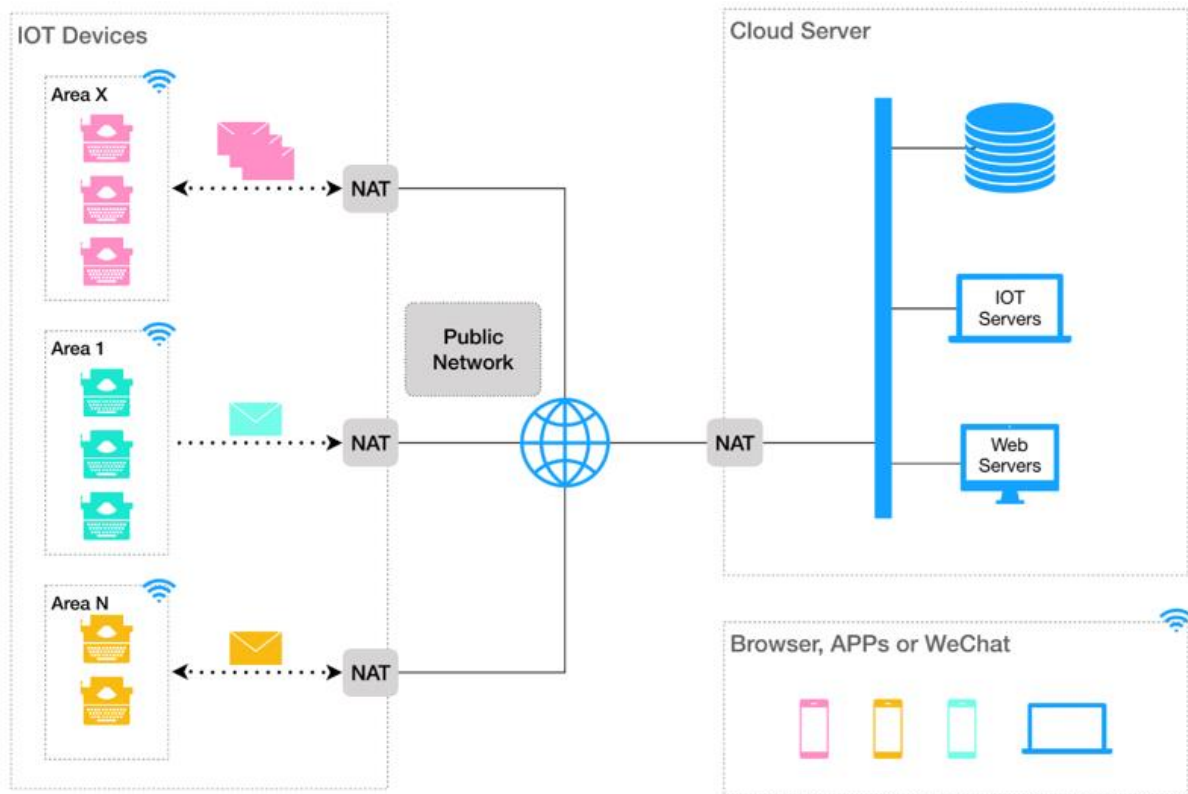 IOT Devices
Area X
NAT
Area 1
NAT
Area N
NAT
Public
Network
NAT
Cloud Server
IOT
Servers
Web
Servers
Browser, APPs or WeChat